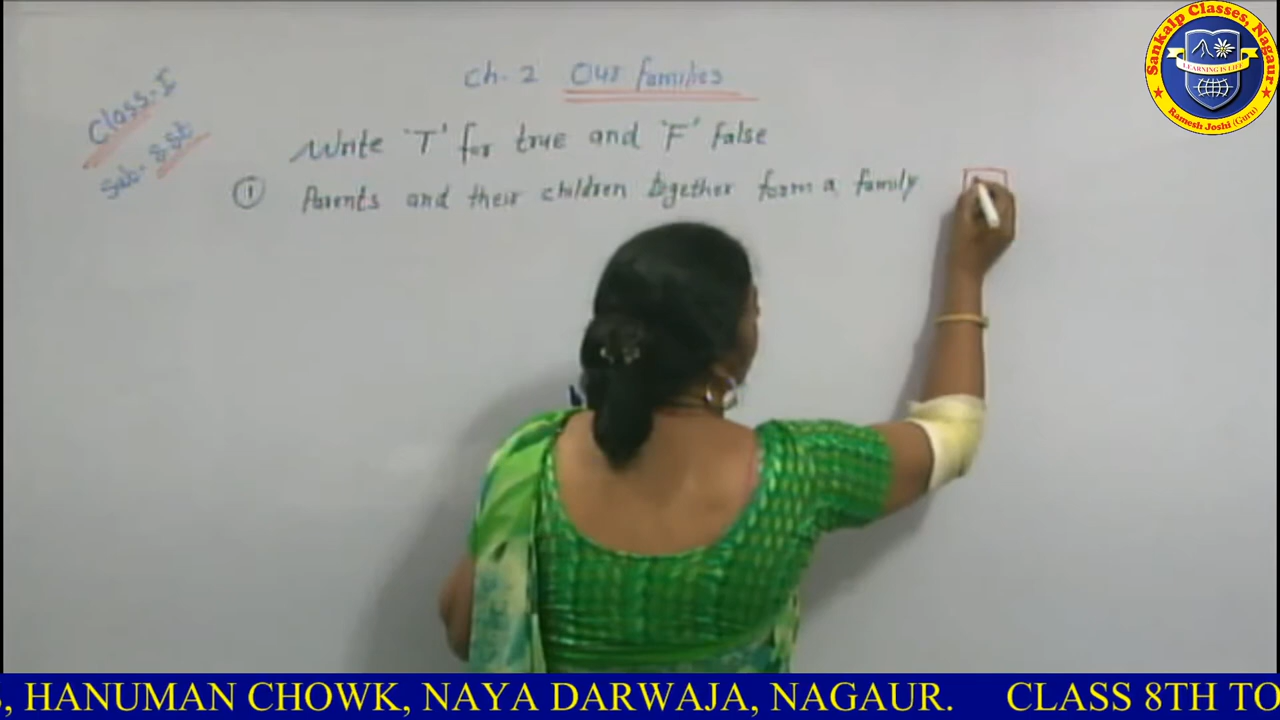 Class-I
Sub- SSt
Ch-2 Our families
Write 'T' for true and 'F' false
① Parents and their children together form a family
Sankalp Classes, Nagaur
LEARNING IS LIFE
Ramesh Joshi (Guru)
, HANUMAN CHOWK, NAYA DARWAJA, NAGAUR. CLASS 8TH TO